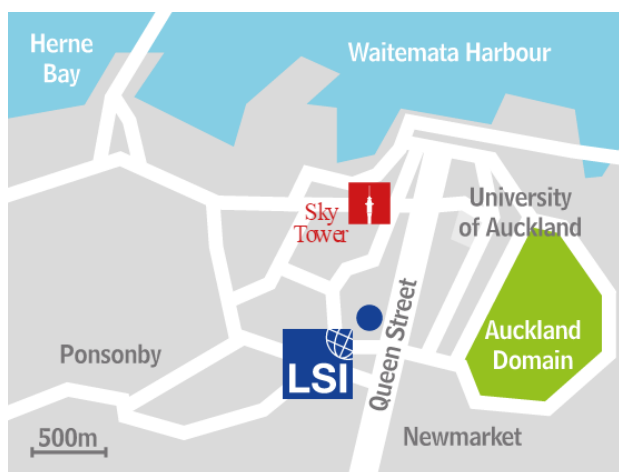 Herne
Bay
Waitemata Harbour
Sky
Tower
University
of Auckland
Queen Street
Auckland
Domain
Ponsonby
LSI
Newmarket
500m